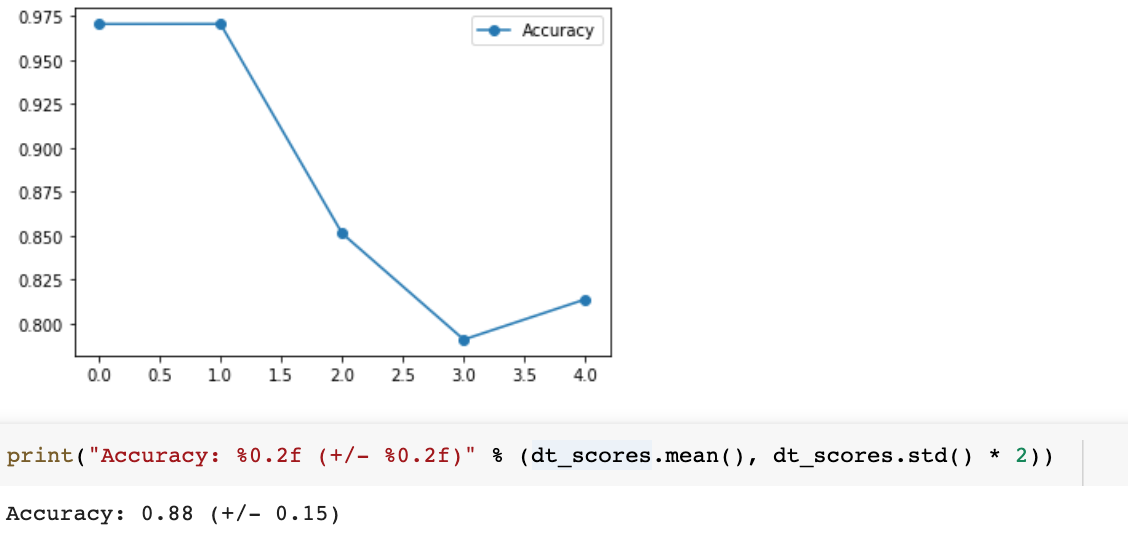 0.975
Accuracy
0.950
0.925
0.900
0.875
0.850
0.825
0.800
0.0 0.5 1.0 1.5 2.0 2.5 3.0 3.5 4.0
print("Accuracy: %0.2f (+/- %0.2f)" % (dt_scores.mean(), dt_scores.std() * 2))
Accuracy: 0.88 (+/- 0.15)